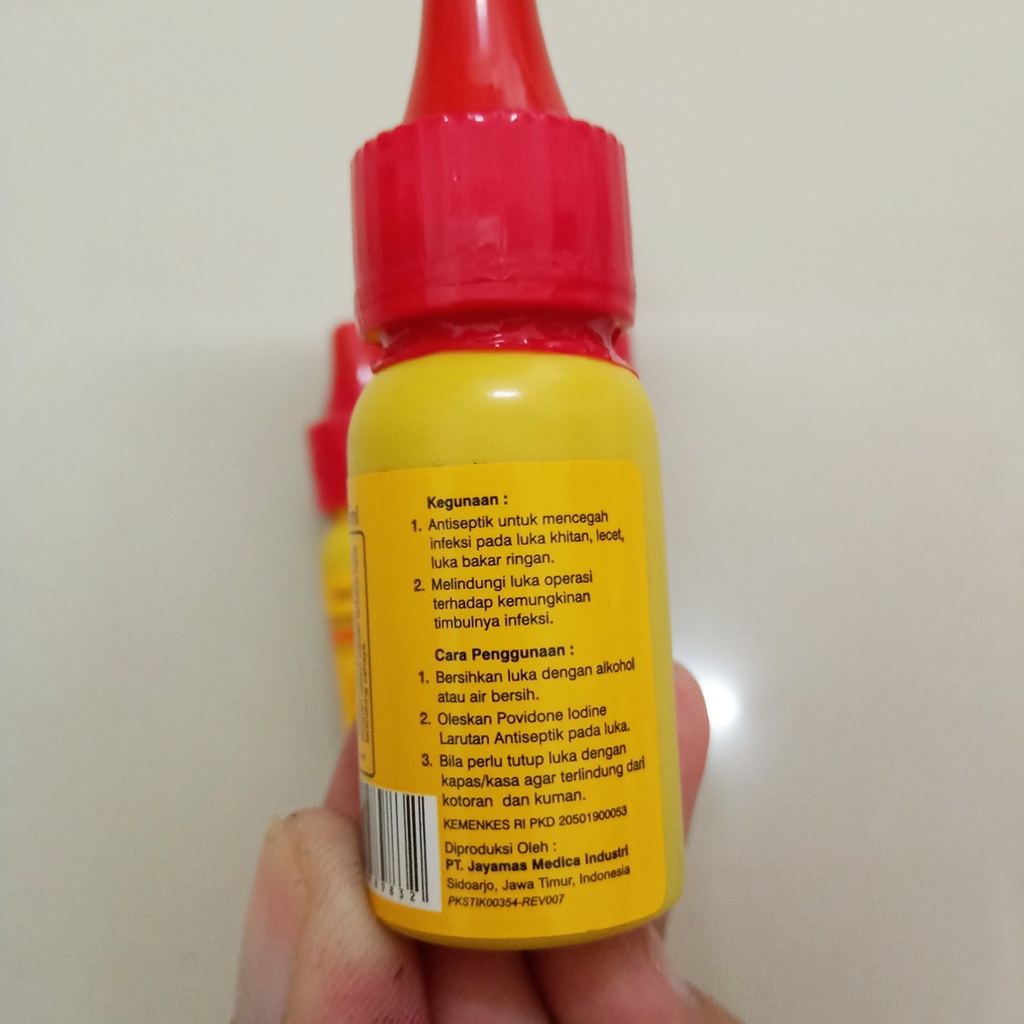 Kegunaan :
1. Antiseptik untuk mencegah
infeksi pada luka khitan, lecet,
luka bakar ringan.
2. Melindungi luka operasi
terhadap kemungkinan
timbulnya infeksi.
Cara Penggunaan :
1. Bersihkan luka dengan alkohol
atau air bersih.
2. Oleskan Povidone Iodine
Larutan Antiseptik pada luka.
3. Bila perlu tutup luka dengan
kapas/kasa agar terlindung dari
kotoran dan kuman.
KEMENKES RI PKD 20501900053
Diproduksi Oleh :
PT. Jayamas Medica Industri
Sidoarjo, Jawa Timur, Indonesia
PKSTIK00354-REV007